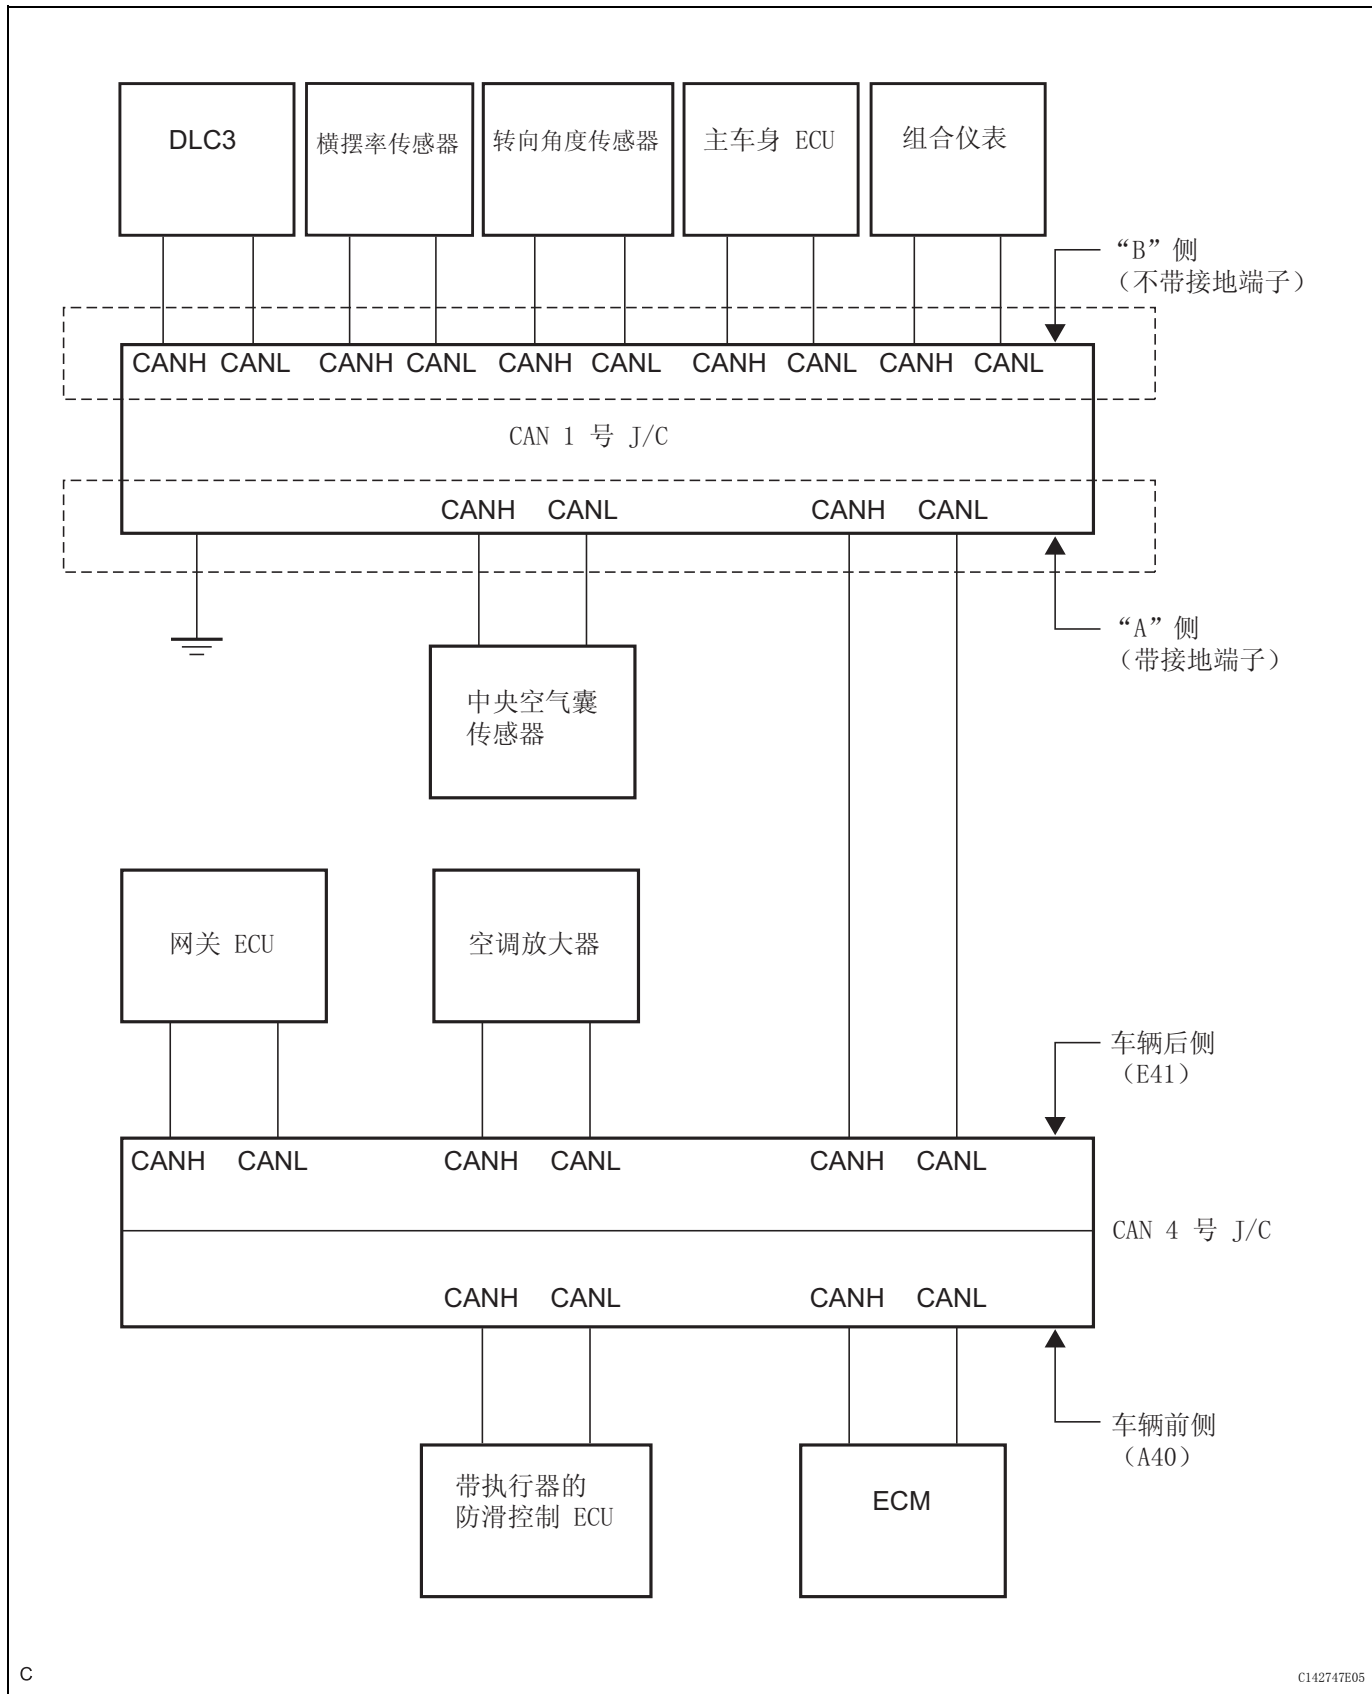 DLC3
横摆率传感器
转向角度传感器
主车身 ECU
组合仪表
“B”侧
（不带接地端子）
CANH CANL CANH CANL CANH CANL CANH CANL CANH CANL
CAN 1 号 J/C
CANH CANL CANH CANL
“A”侧
（带接地端子）
中央空气囊
传感器
网关 ECU
空调放大器
车辆后侧
（E41）
CANH CANL CANH CANL CANH CANL
CAN 4 号 J/C
CANH CANL CANH CANL
车辆前侧
（A40）
带执行器的
防滑控制 ECU
ECM
C
C142747E05